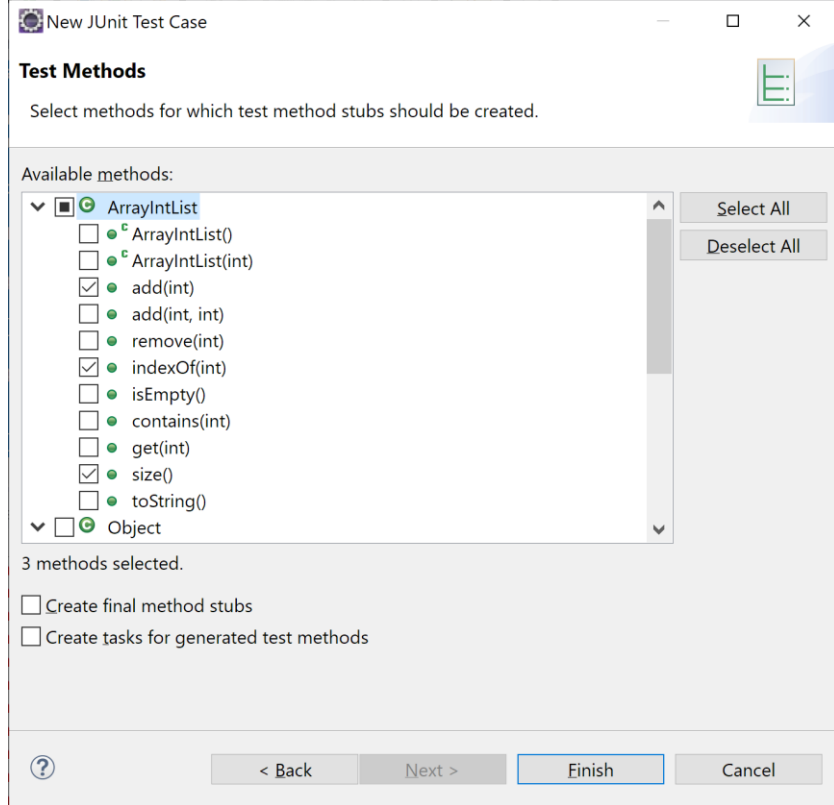 New JUnit Test Case
Test Methods
Select methods for which test method stubs should be created.
Available methods:
ArrayIntList
Select All
ArrayIntList()
Deselect All
ArrayIntList(int)
add(int)
add(int, int)
remove(int)
indexOf(int)
isEmpty()
contains(int)
get(int)
size()
toString()
Object
3 methods selected.
Create final method stubs
Create tasks for generated test methods
< Back
Next >
Finish
Cancel